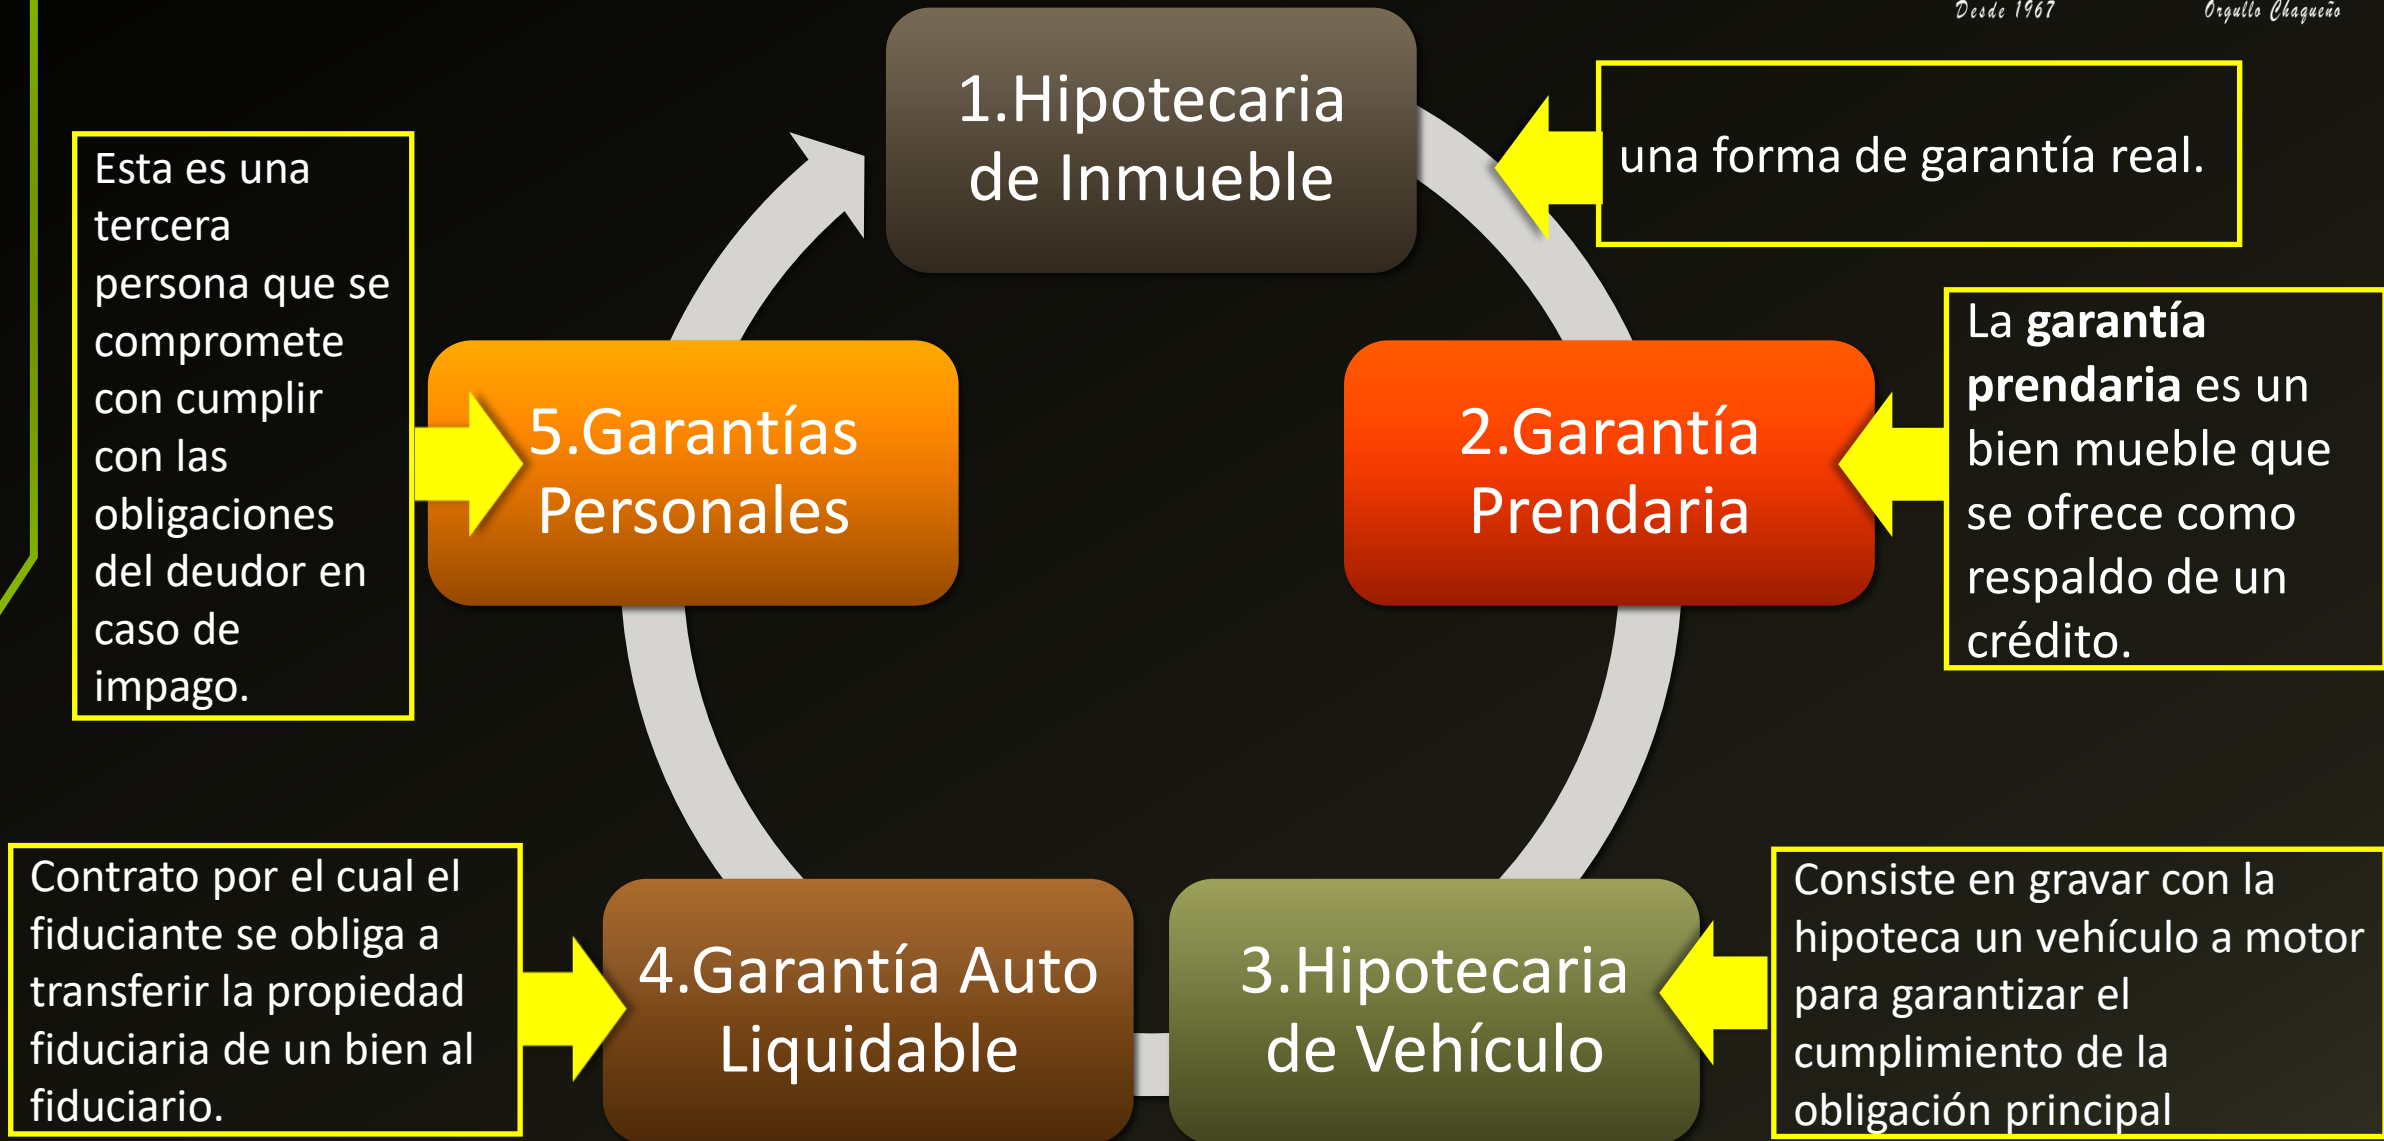 Desde 1967
Orgullo Chaqueño
1.Hipotecaria
de Inmueble
una forma de garantía real.
2.Garantía
Prendaria
La garantía
prendaria es un
bien mueble que
se ofrece como
respaldo de un
crédito.
3.Hipotecaria
de Vehículo
Consiste en gravar con la
hipoteca un vehículo a motor
para garantizar el
cumplimiento de la
obligación principal
4.Garantía Auto
Liquidable
Contrato por el cual el
fiduciante se obliga a
transferir la propiedad
fiduciaria de un bien al
fiduciario.
5.Garantías
Personales
Esta es una
tercera
persona que se
compromete
con cumplir
con las
obligaciones
del deudor en
caso de
impago.